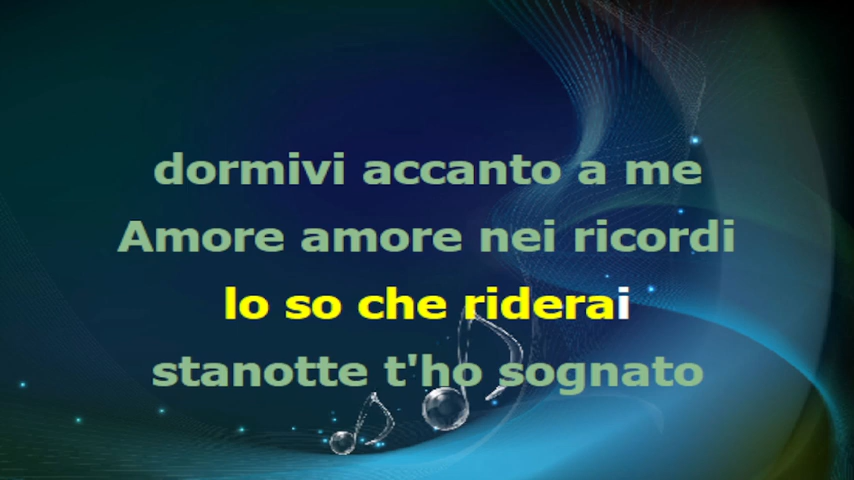 dormivi accanto a me
Amore amore nei ricordi
lo so che riderai
stanotte t'ho sognato